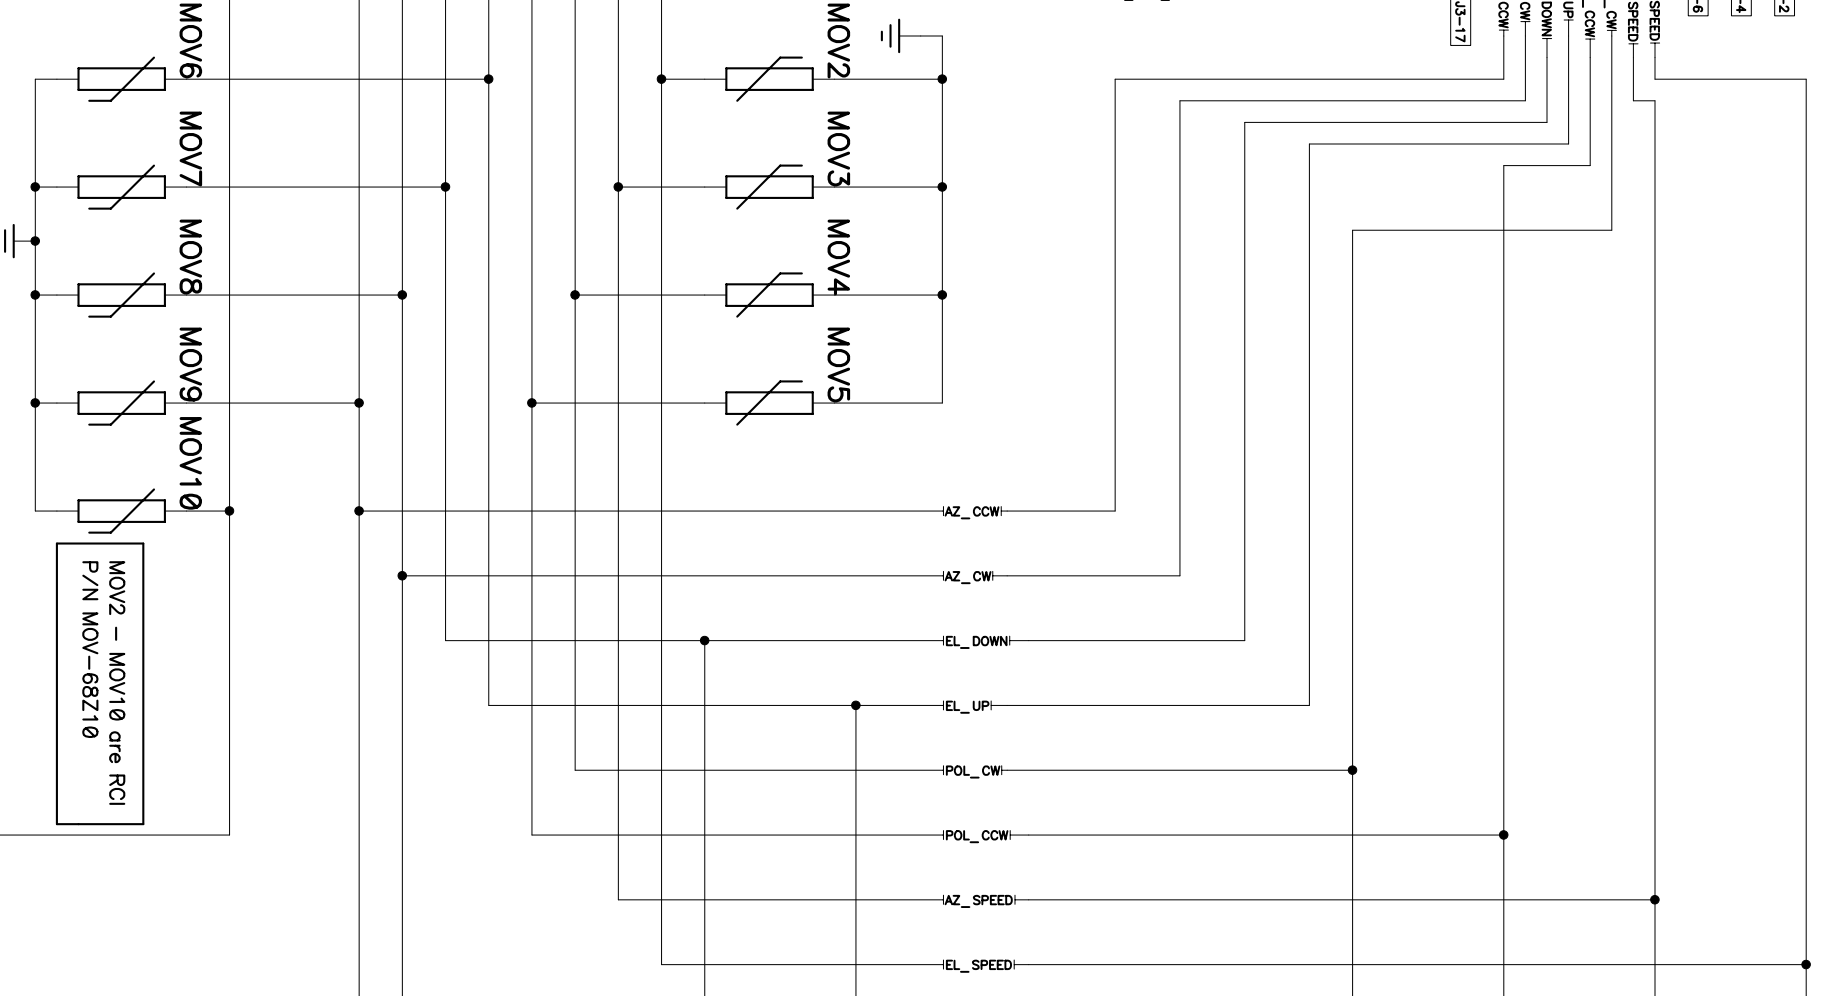 MOV6
MOV7
MOV8
MOV9
MOV10
MOV2
MOV3
MOV4
MOV5
MOV2 - MOV10 are RCI
P/N MOV-68Z10
J3-17
CCW
CW
DOWN
UP
_CCW
_CW
SPEED
SPEED
-6
-4
-2
AZ_CCW
AZ_CW
EL_DOWN
EL_UP
POL_CW
POL_CCW
AZ_SPEED
EL_SPEED